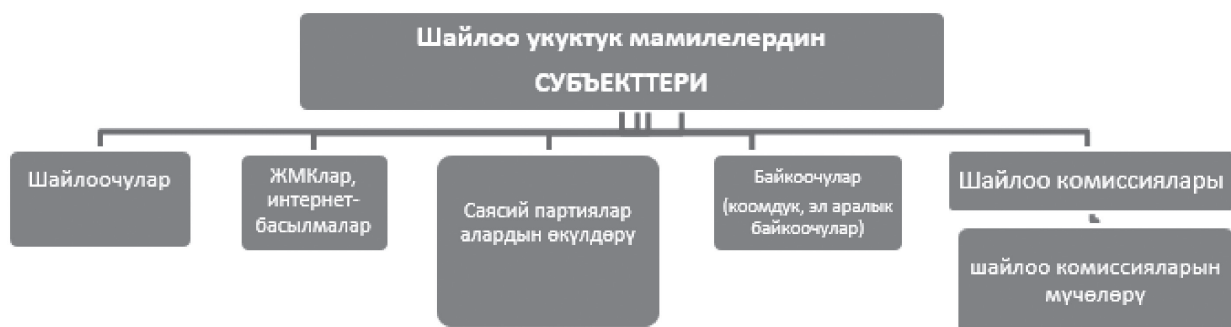 Шайлоо укуктук мамилелердин
СУБЪЕКТТЕРИ
Шайлоочулар
ЖМКлар,
интернет-
басылмалар
Саясий партиялар
алардын өкүлдөрү
Байкоочулар
(коомдук, эл аралык
байкоочулар)
Шайлоо комиссиялары
шайлоо комиссияларын
мүчөлөрү